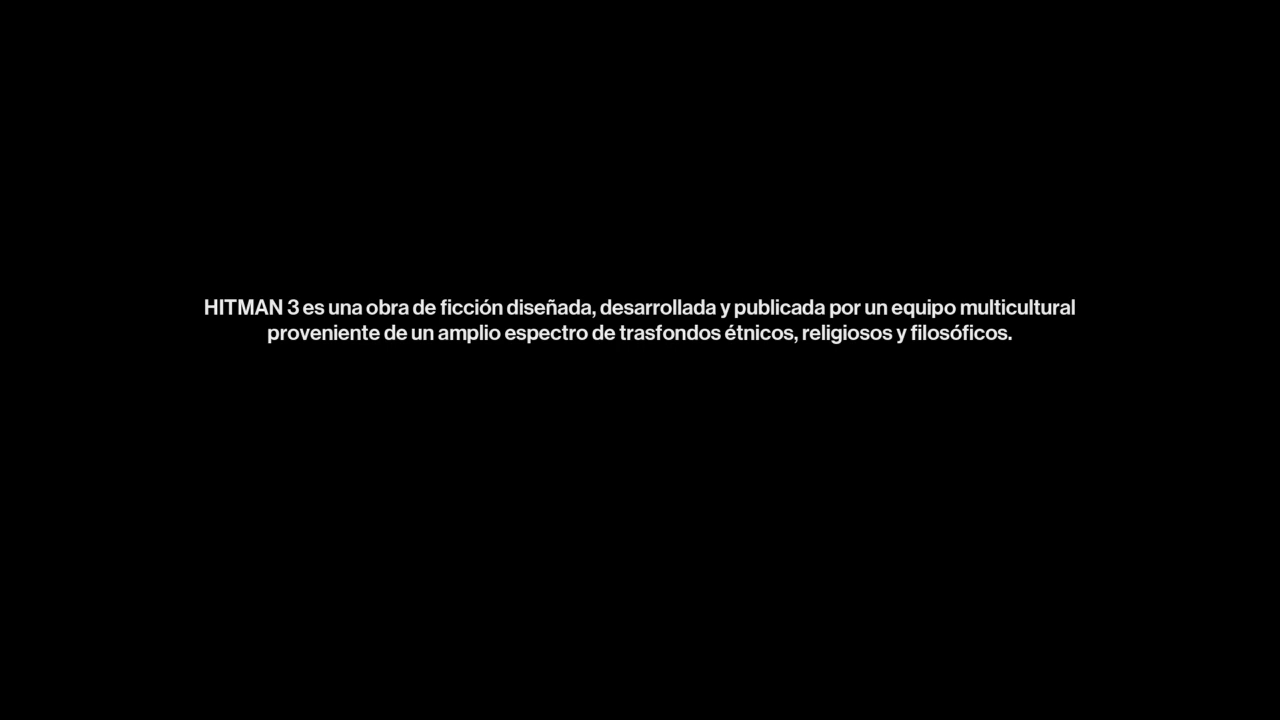 HITMAN 3 es una obra de ficción diseñada, desarrollada y publicada por un equipo multicultural
proveniente de un amplio espectro de trasfondos étnicos, religiosos y filosóficos.